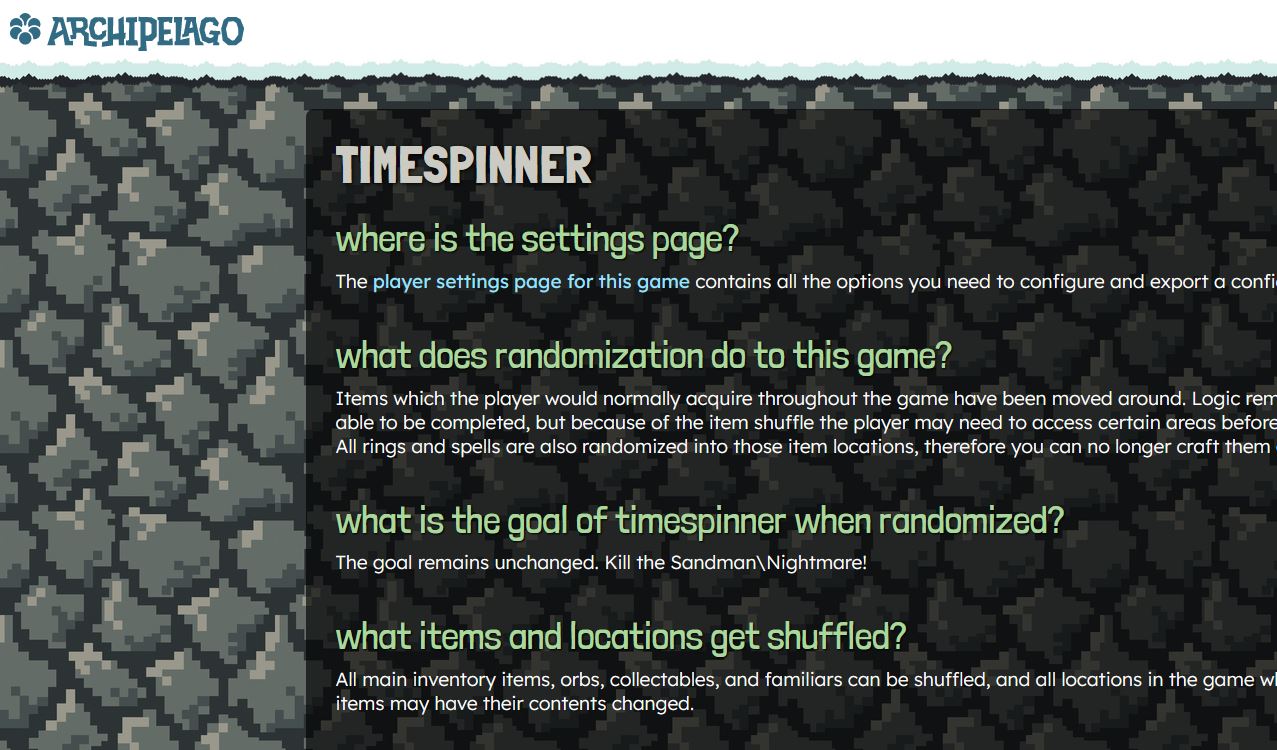 ARCHIPELAGO
TIMESPINNER
where is the settings page?
The player settings page for this game contains all the options you need to configure and export a
what does randomization do to this game?
Items which the player would normally acquire throughout the game have been moved around. Logic
able to be completed, but because of the item shuffle the player may need to access certain areas before
All rings and spells are also randomized into those item locations, therefore you can no longer craft them
what is the goal of timespinner when randomized?
The goal remains unchanged. Kill the Sandman\Nightmare!
what items and locations get shuffled?
All main inventory items, orbs, collectables, and familiars can be shuffled, and all locations in the game
items may have their contents changed.